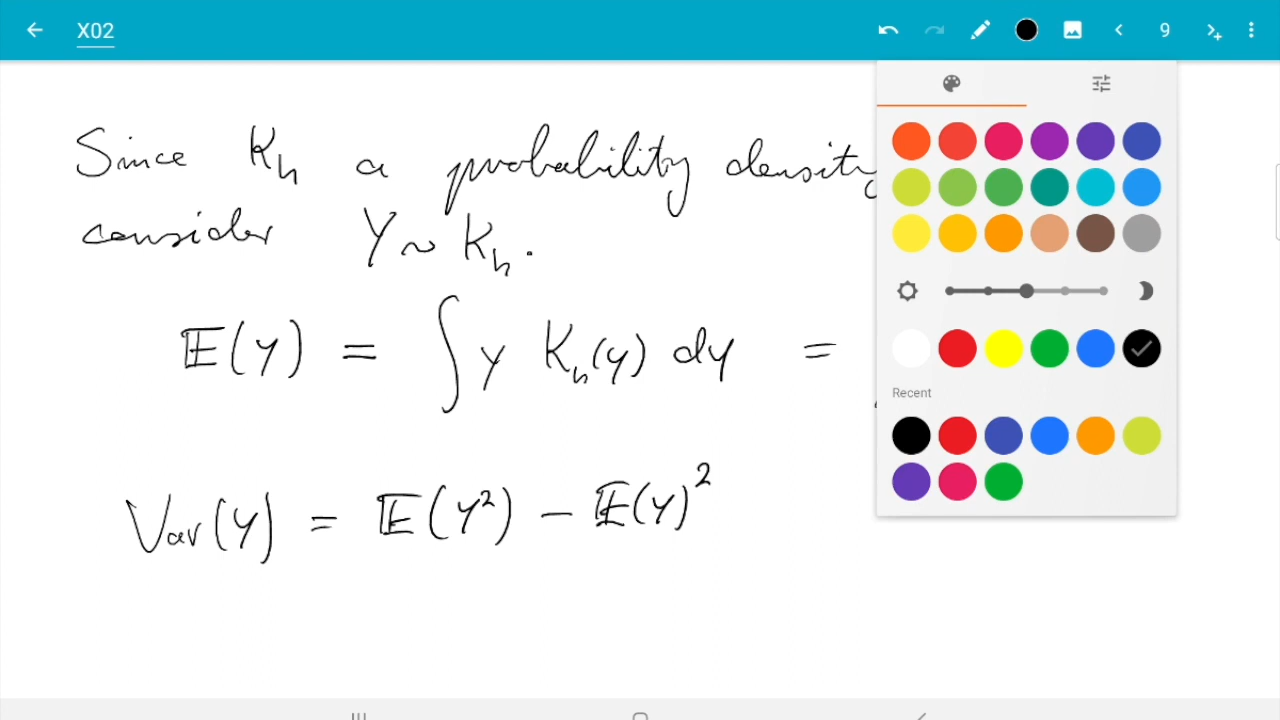 X02
9
Since K_h a probability density
consider Y ~ K_h.
𝔼(Y) = ∫ y K_h(y) dy =
Recent
Var(Y) = 𝔼(Y²) − 𝔼(Y)²